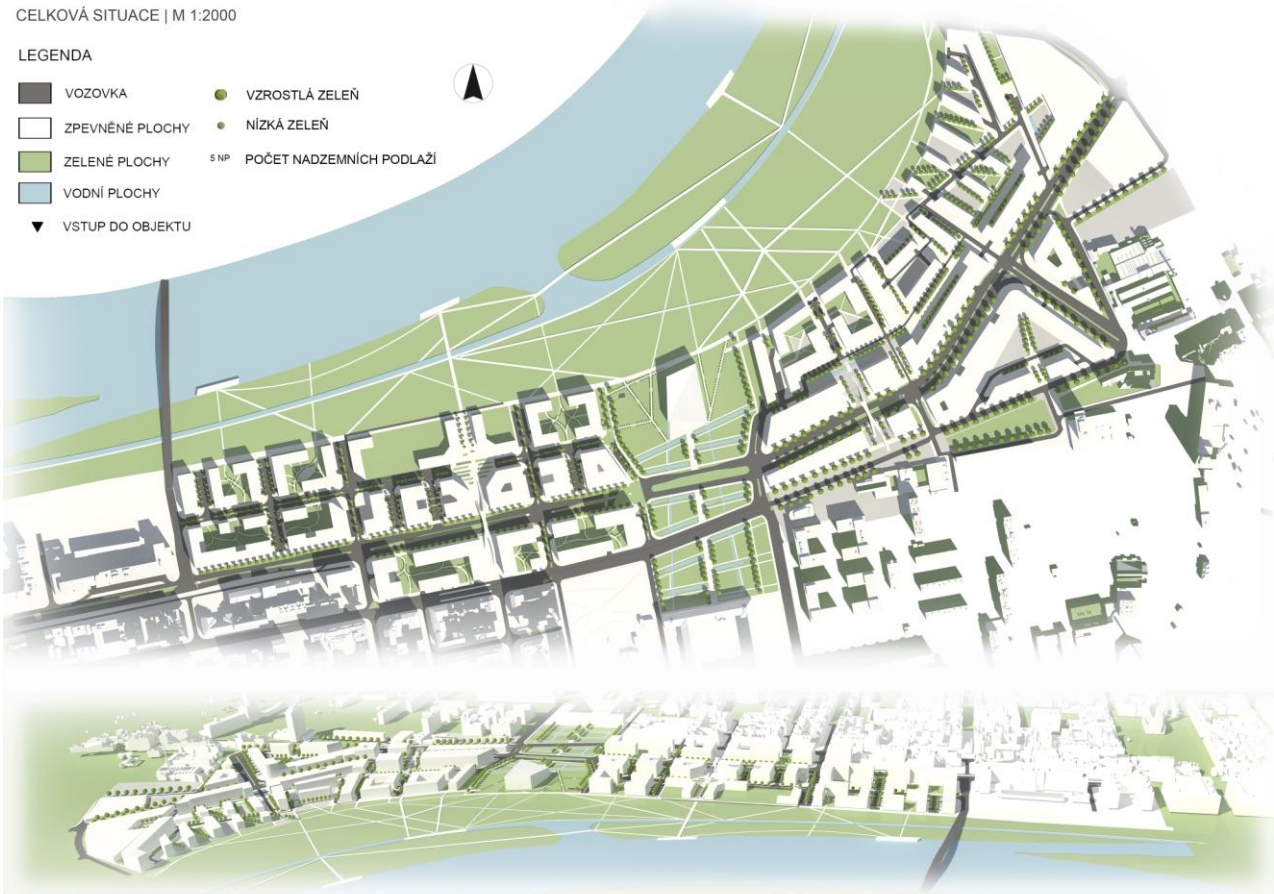 CELKOVÁ SITUACE | M 1:2000
LEGENDA
VOZOVKA
ZPEVNĚNÉ PLOCHY
ZELENÉ PLOCHY
VODNÍ PLOCHY
VSTUP DO OBJEKTU
VZROSTLÁ ZELEŇ
NÍZKÁ ZELEŇ
5 NP POČET NADZEMNÍCH PODLAŽÍ